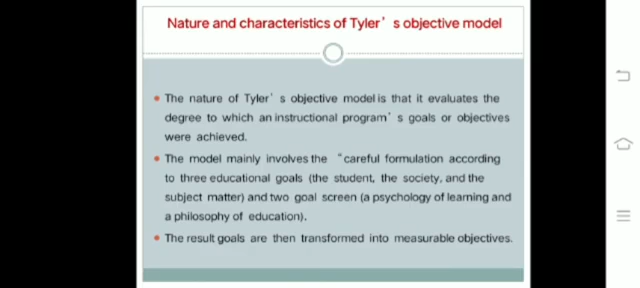 Nature and characteristics of Tyler' s objective model
• The nature of Tyler' s objective model is that it evaluates the
degree to which an instructional program' s goals or objectives
were achieved.
• The model mainly involves the "careful formulation according
to three educational goals (the student, the society, and the
subject matter) and two goal screen (a psychology of learning and
a philosophy of education).
• The result goals are then transformed into measurable objectives.